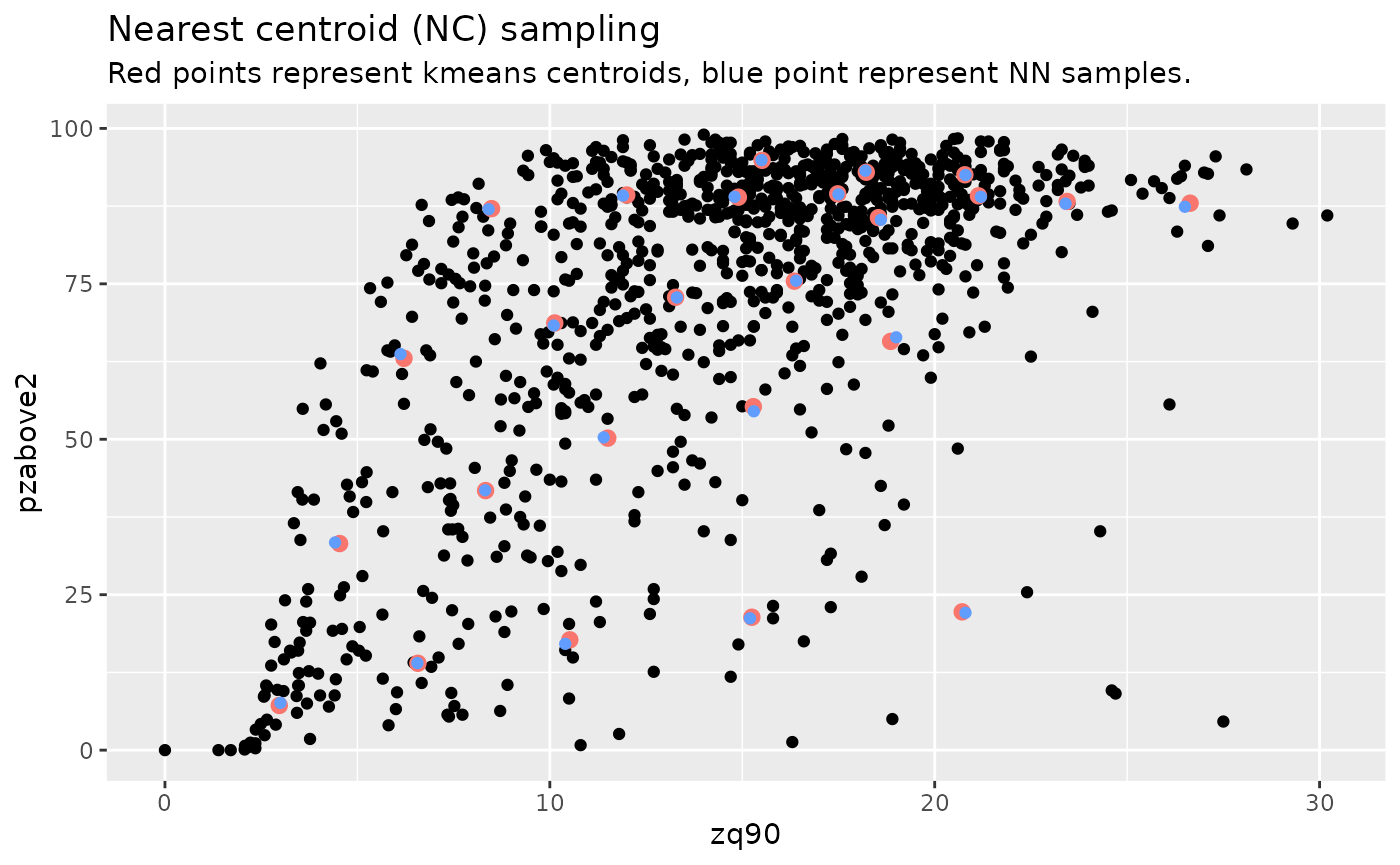 Nearest centroid (NC) sampling
Red points represent kmeans centroids, blue point represent NN samples.
100
75
50
25
0
pzabove2
0 10 20 30
zq90